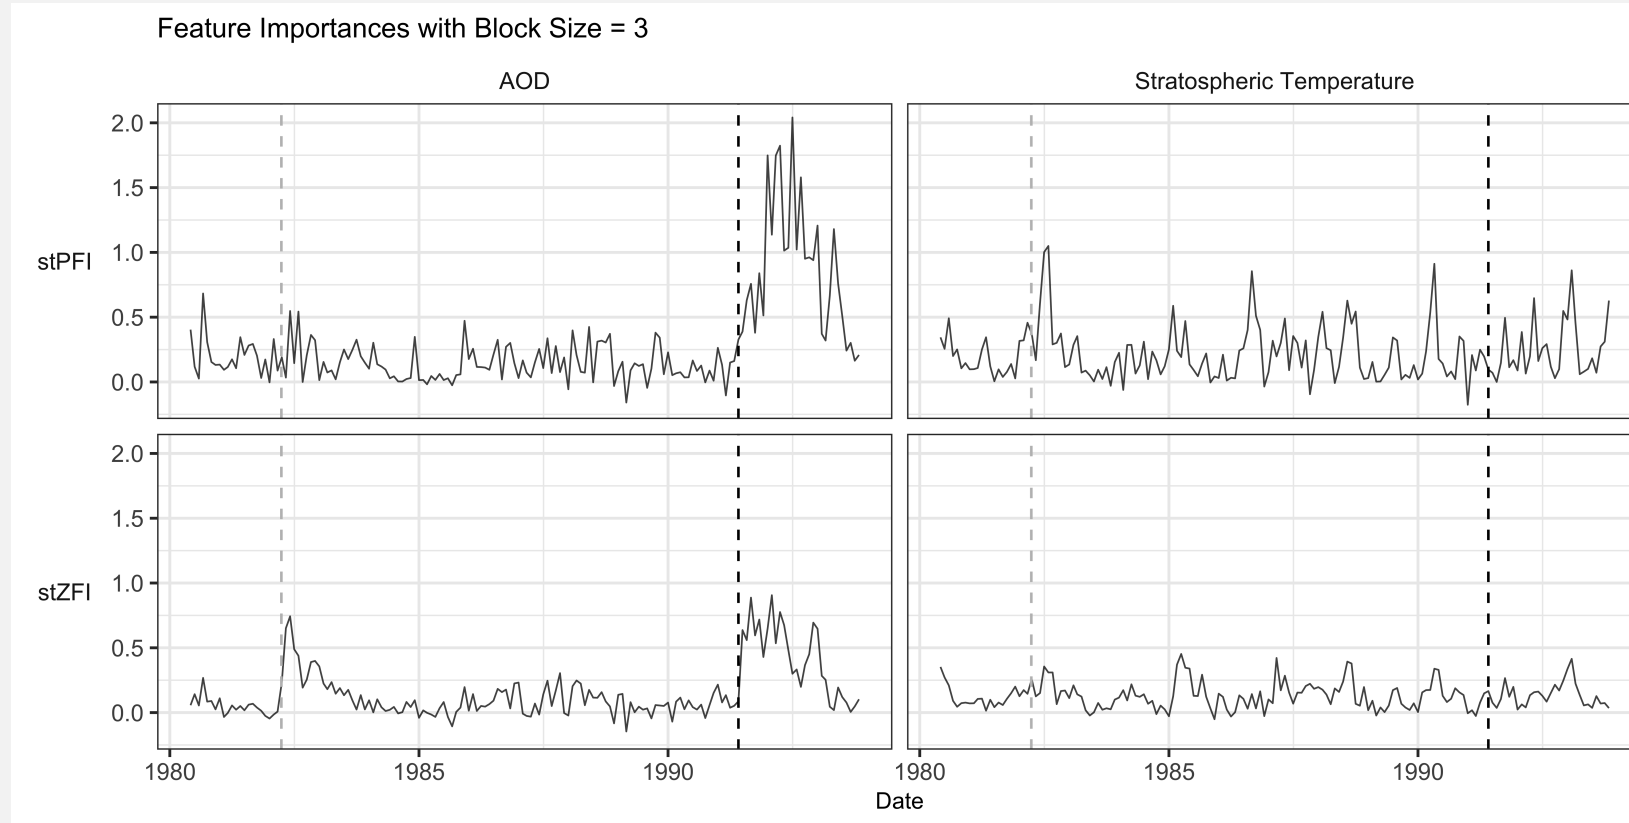 Feature Importances with Block Size = 3
AOD
Stratospheric Temperature
stPFI
2.0
1.5
1.0
0.5
0.0
stZFI
2.0
1.5
1.0
0.5
0.0
1980 1985 1990 1980 1985 1990
Date